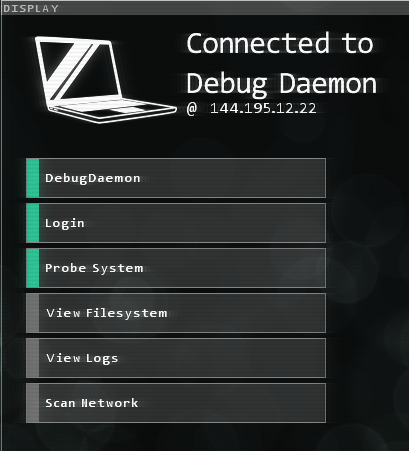 DISPLAY
Connected to
Debug Daemon
@ 144.195.12.22
DebugDaemon
Login
Probe System
View Filesystem
View Logs
Scan Network